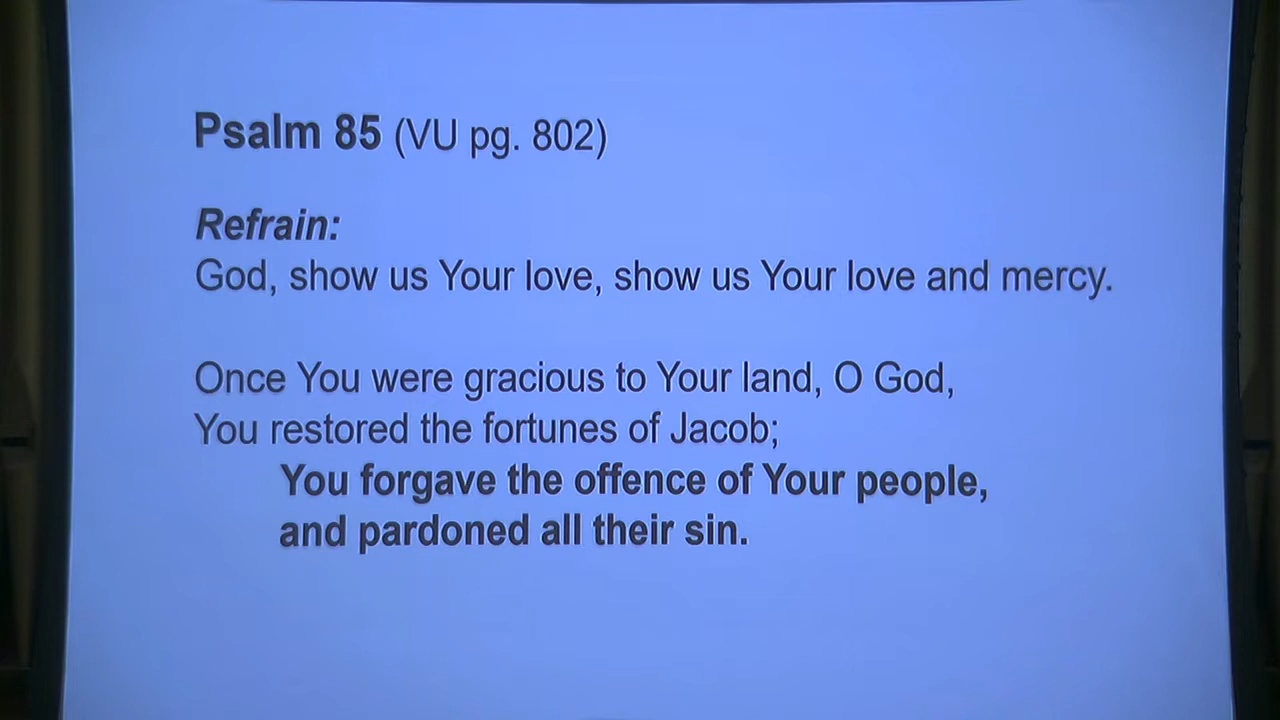 Psalm 85 (VU pg. 802)
Refrain:
God, show us Your love, show us Your love and mercy.
Once You were gracious to Your land, O God,
You restored the fortunes of Jacob;
You forgave the offence of Your people,
and pardoned all their sin.